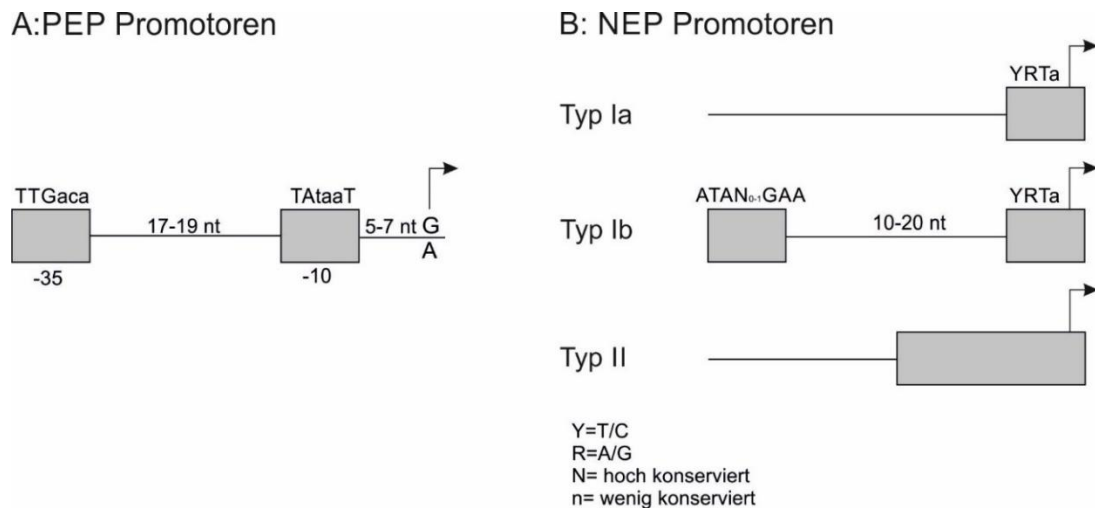 A:PEP Promotoren
TTGaca
17-19 nt
TAtaaT
5-7 nt
G
A
-35
-10
B: NEP Promotoren
YRTa
Typ Ia
ATAN₀₋₁GAA
YRTa
Typ Ib
10-20 nt
Typ II
Y=T/C
R=A/G
N= hoch konserviert
n= wenig konserviert